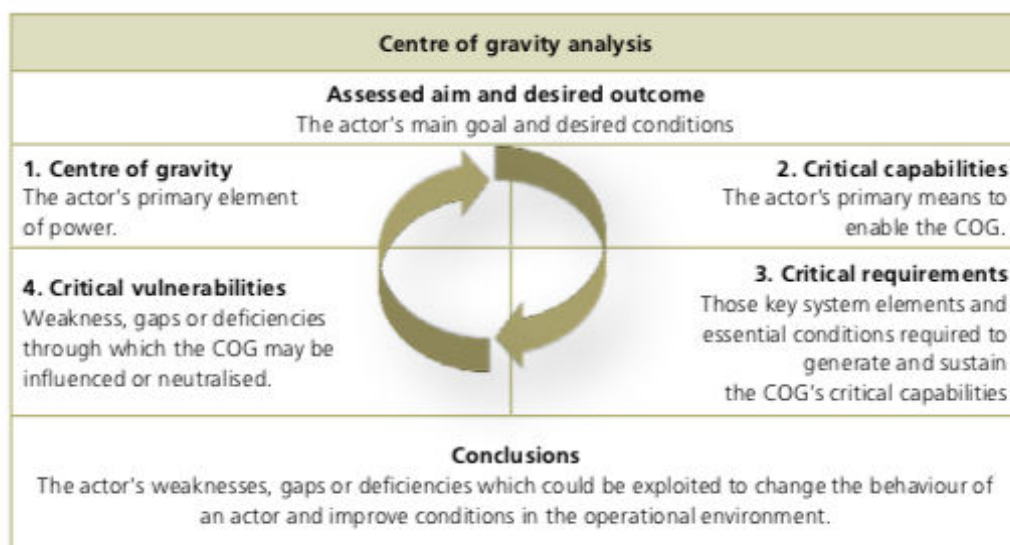 Centre of gravity analysis
Assessed aim and desired outcome
The actor's main goal and desired conditions
1. Centre of gravity
The actor's primary element
of power.
2. Critical capabilities
The actor's primary means to
enable the COG.
4. Critical vulnerabilities
Weakness, gaps or deficiencies
through which the COG may be
influenced or neutralised.
3. Critical requirements
Those key system elements and
essential conditions required to
generate and sustain
the COG's critical capabilities
Conclusions
The actor's weaknesses, gaps or deficiencies which could be exploited to change the behaviour of
an actor and improve conditions in the operational environment.